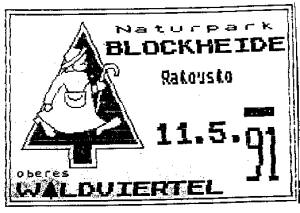 Naturpark
BLOCKHEIDE
Ratousto
11.5.91
oberes
WALDVIERTEL